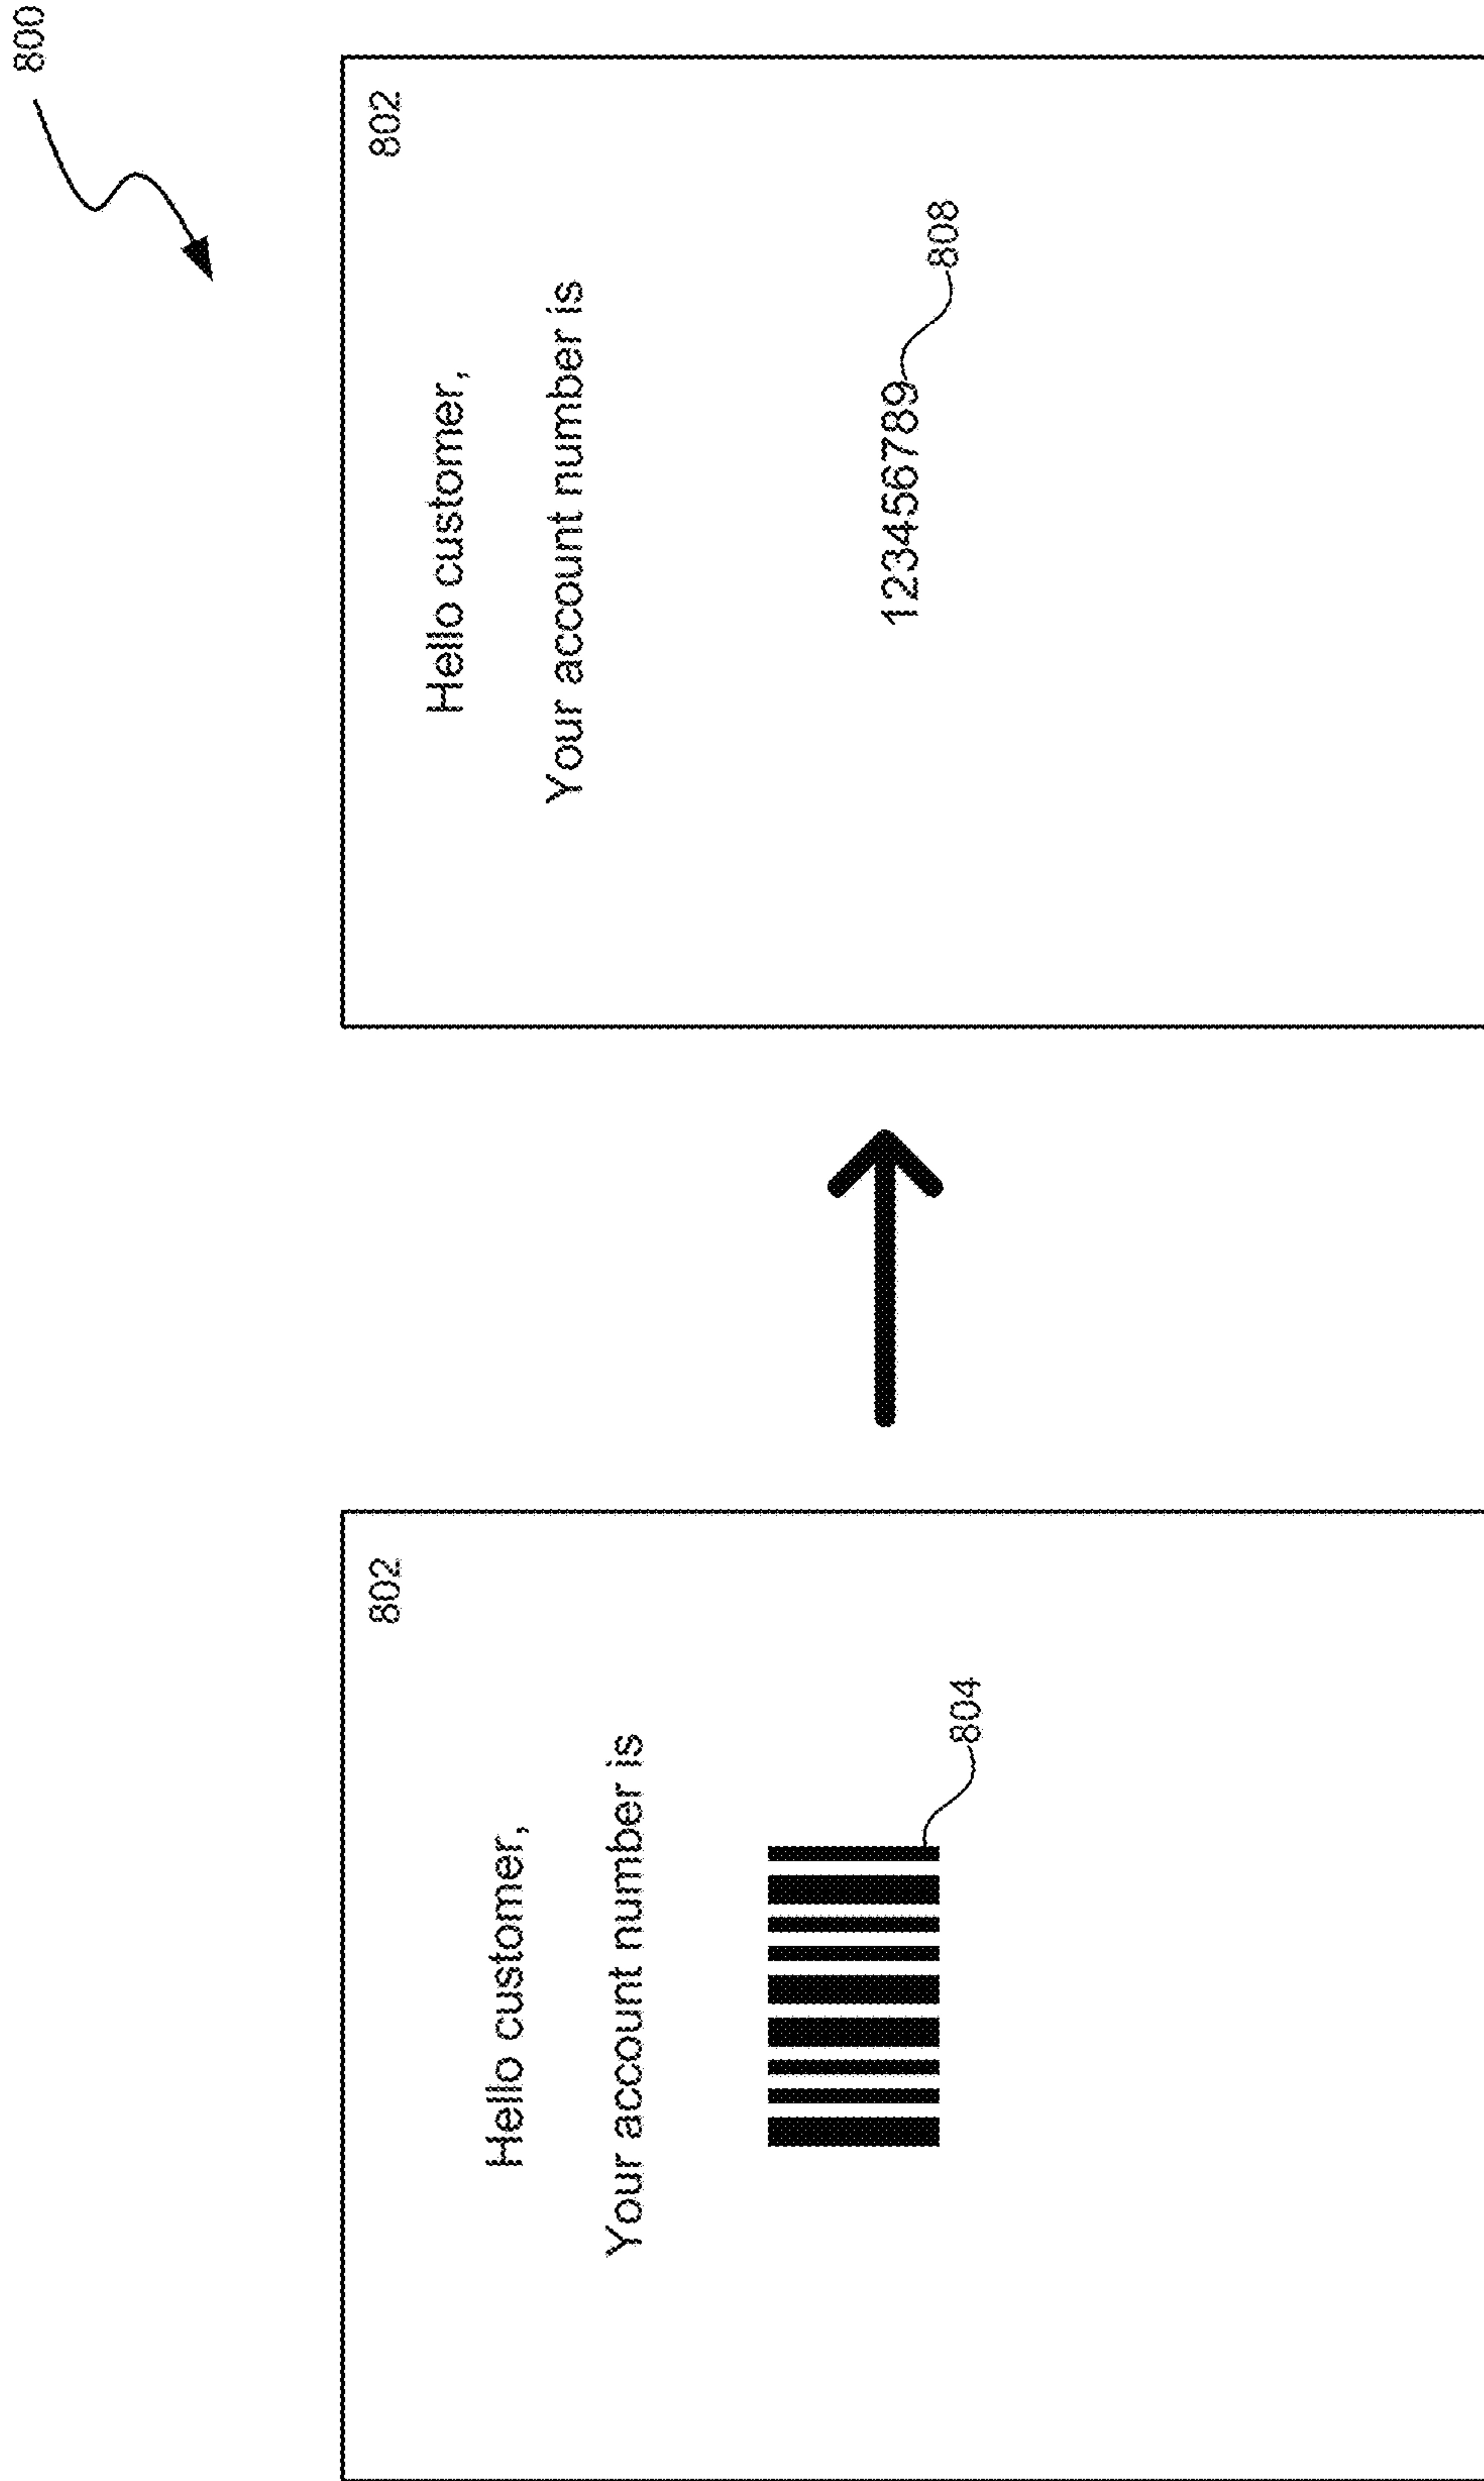 800
802
Hello customer,
Your account number is
804
802
Hello customer,
Your account number is
123456789
808